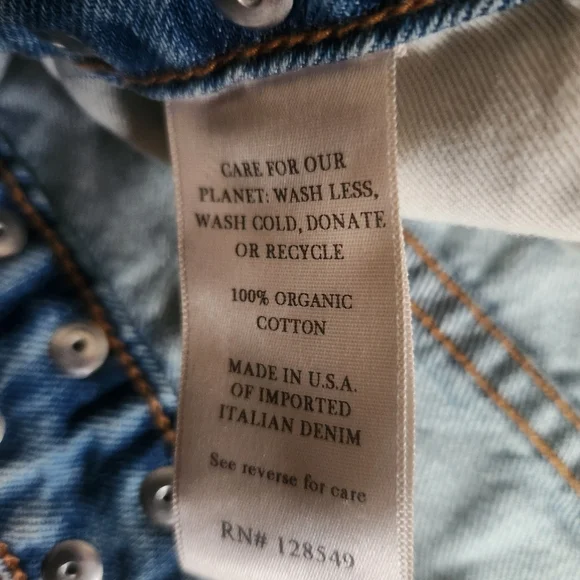 CARE FOR OUR
PLANET: WASH LESS,
WASH COLD, DONATE
OR RECYCLE
100% ORGANIC
COTTON
MADE IN U.S.A.
OF IMPORTED
ITALIAN DENIM
See reverse for care
RN# 128549